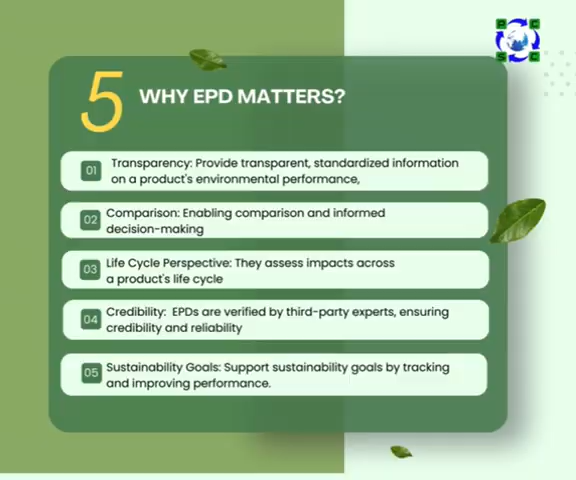 P C
S C
5 WHY EPD MATTERS?
01 Transparency: Provide transparent, standardized information
on a product's environmental performance,
02 Comparison: Enabling comparison and informed
decision-making
03 Life Cycle Perspective: They assess impacts across
a product's life cycle
04 Credibility: EPDs are verified by third-party experts, ensuring
credibility and reliability
05 Sustainability Goals: Support sustainability goals by tracking
and improving performance.